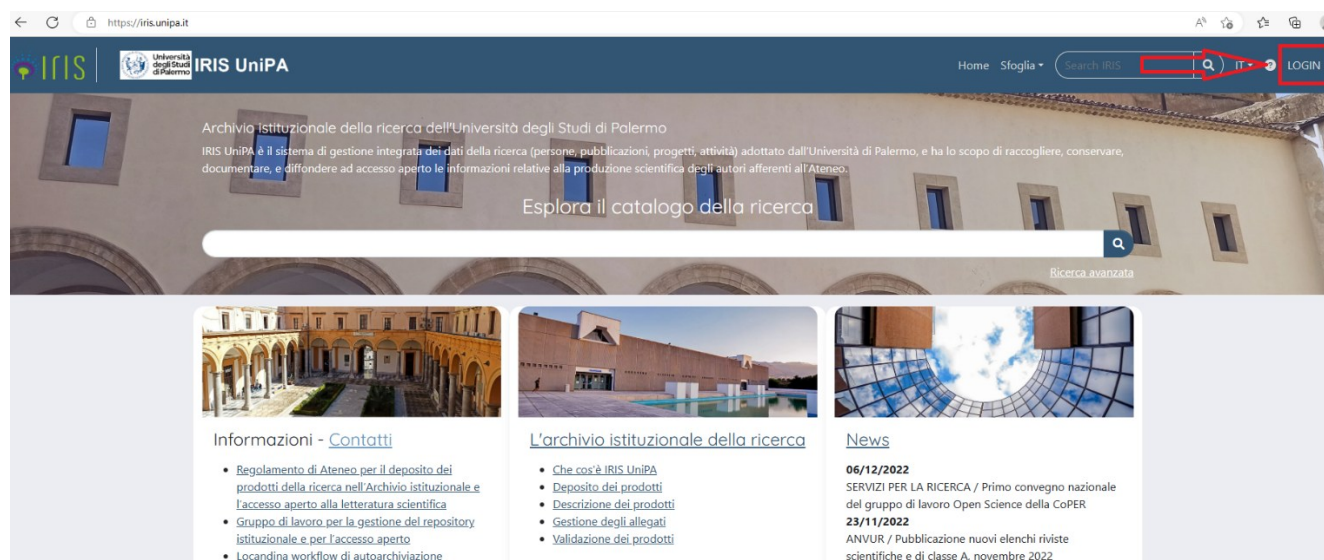 https://iris.unipa.it
IRIS
Università
degli Studi
di Palermo
IRIS UniPA
Home Sfoglia Search IRIS IT ? LOGIN
Archivio istituzionale della ricerca dell'Università degli Studi di Palermo
IRIS UniPA è il sistema di gestione integrata dei dati della ricerca (persone, pubblicazioni, progetti, attività) adottato dall'Università di Palermo, e ha lo scopo di raccogliere, conservare,
documentare, e diffondere ad accesso aperto le informazioni relative alla produzione scientifica degli autori afferenti all'Ateneo.
Esplora il catalogo della ricerca
Ricerca avanzata
Informazioni - Contatti
Regolamento di Ateneo per il deposito dei
prodotti della ricerca nell'Archivio istituzionale e
l'accesso aperto alla letteratura scientifica
Gruppo di lavoro per la gestione del repository
istituzionale e per l'accesso aperto
Locandina workflow di autoarchiviazione
L'archivio istituzionale della ricerca
Che cos'è IRIS UniPA
Deposito dei prodotti
Descrizione dei prodotti
Gestione degli allegati
Validazione dei prodotti
News
06/12/2022
SERVIZI PER LA RICERCA / Primo convegno nazionale
del gruppo di lavoro Open Science della CoPER
23/11/2022
ANVUR / Pubblicazione nuovi elenchi riviste
scientifiche e di classe A, novembre 2022